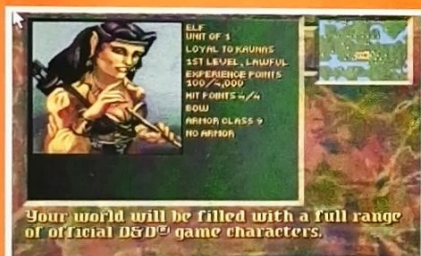 ELF
UNIT OF 1
LOYAL TO KAUNAS
1ST LEVEL, LAWFUL
EXPERIENCE POINTS
100/4,000
HIT POINTS 4/4
BOW
ARMOR CLASS 9
NO ARMOR
Your world will be filled with a full range
of official D&D® game characters.